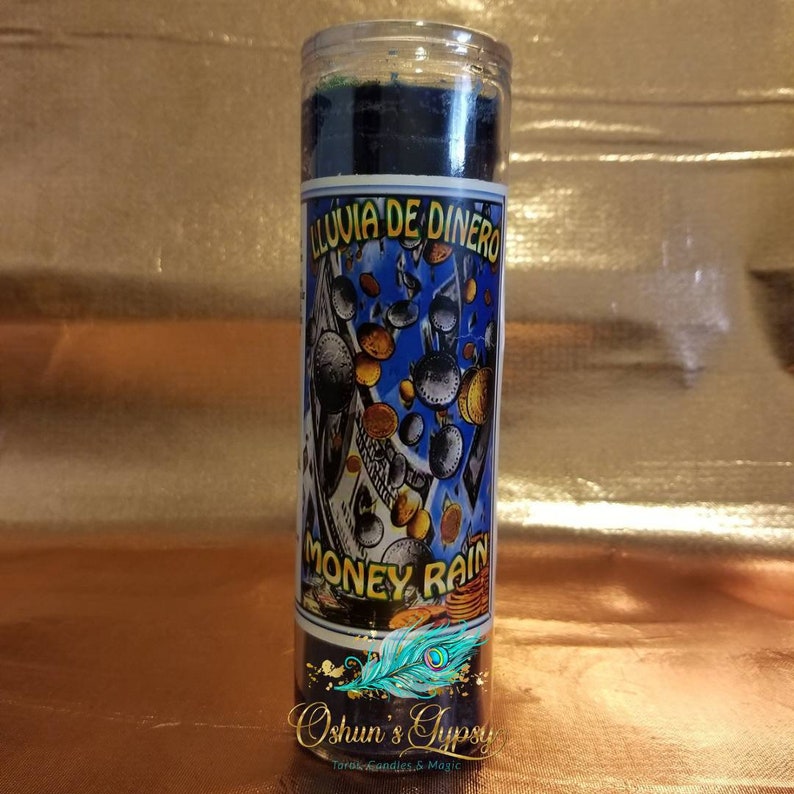 LLUVIA DE DINERO
MONEY RAIN
Oshun's Gypsy
Tarot, Candles & Magic